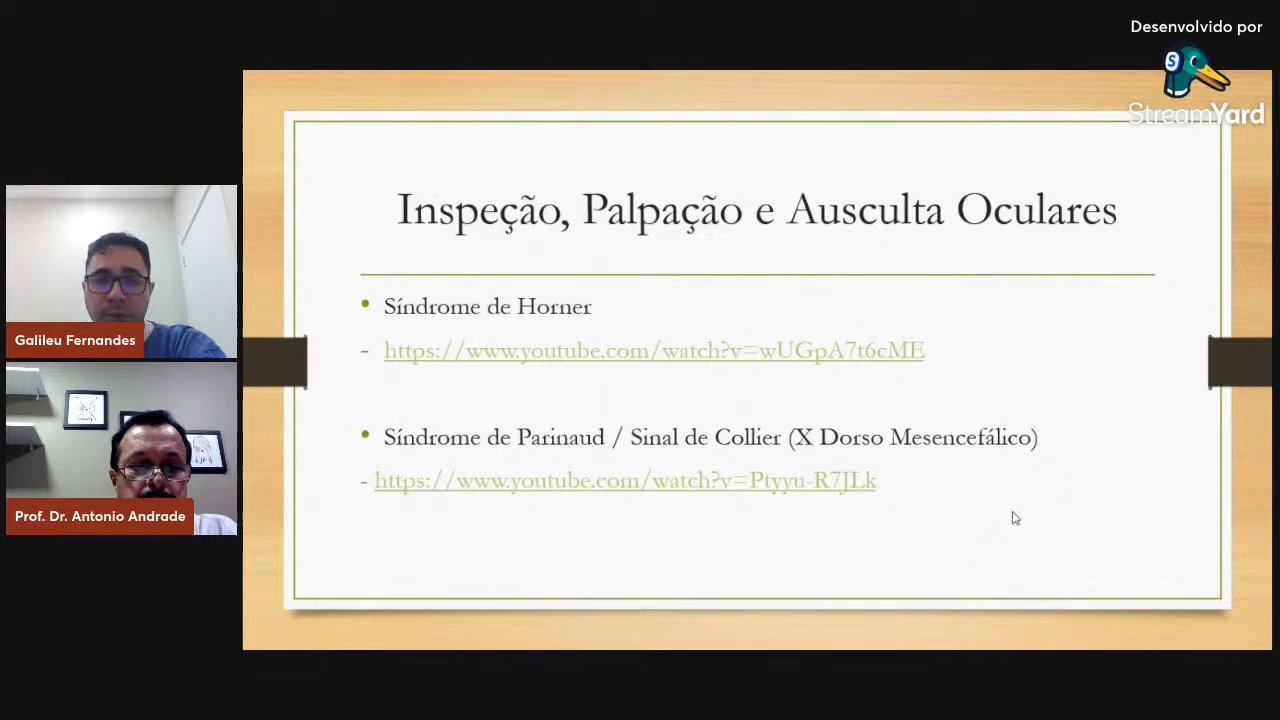 Desenvolvido por
StreamYard
Inspeção, Palpação e Ausculta Oculares
• Síndrome de Horner
- https://www.youtube.com/watch?v=wUGpA7t6cME
• Síndrome de Parinaud / Sinal de Collier (X Dorso Mesencefálico)
- https://www.youtube.com/watch?v=Ptyyu-R7JLk
Galileu Fernandes
Prof. Dr. Antonio Andrade